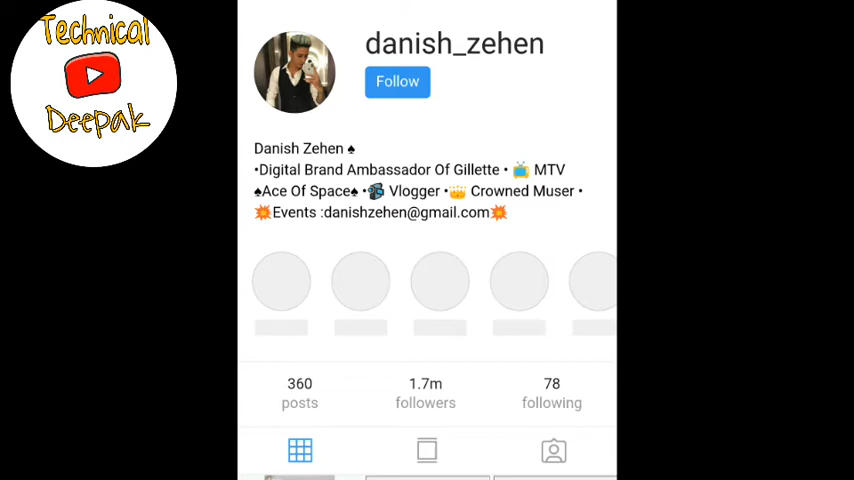 Technical
Deepak
danish_zehen
Follow
Danish Zehen ♠
•Digital Brand Ambassador Of Gillette • 📺 MTV
♠Ace Of Space♠ •📹 Vlogger •👑 Crowned Muser •
💥Events :danishzehen@gmail.com💥
360 1.7m 78
posts followers following